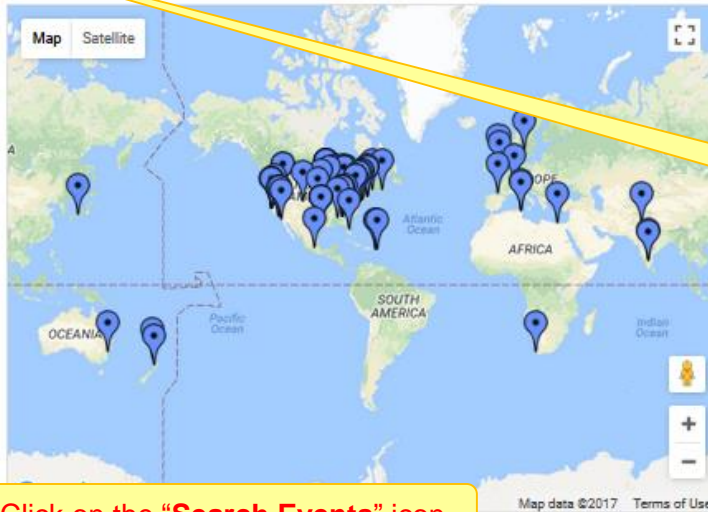 Map Satellite
A
OPE
Atlantic
Ocean
AFRICA
SOUTH
AMERICA
OCEANIA
Pacific
Ocean
Indian
Ocean
Click on the “Search Events” icon
Map data ©2017 Terms of Use